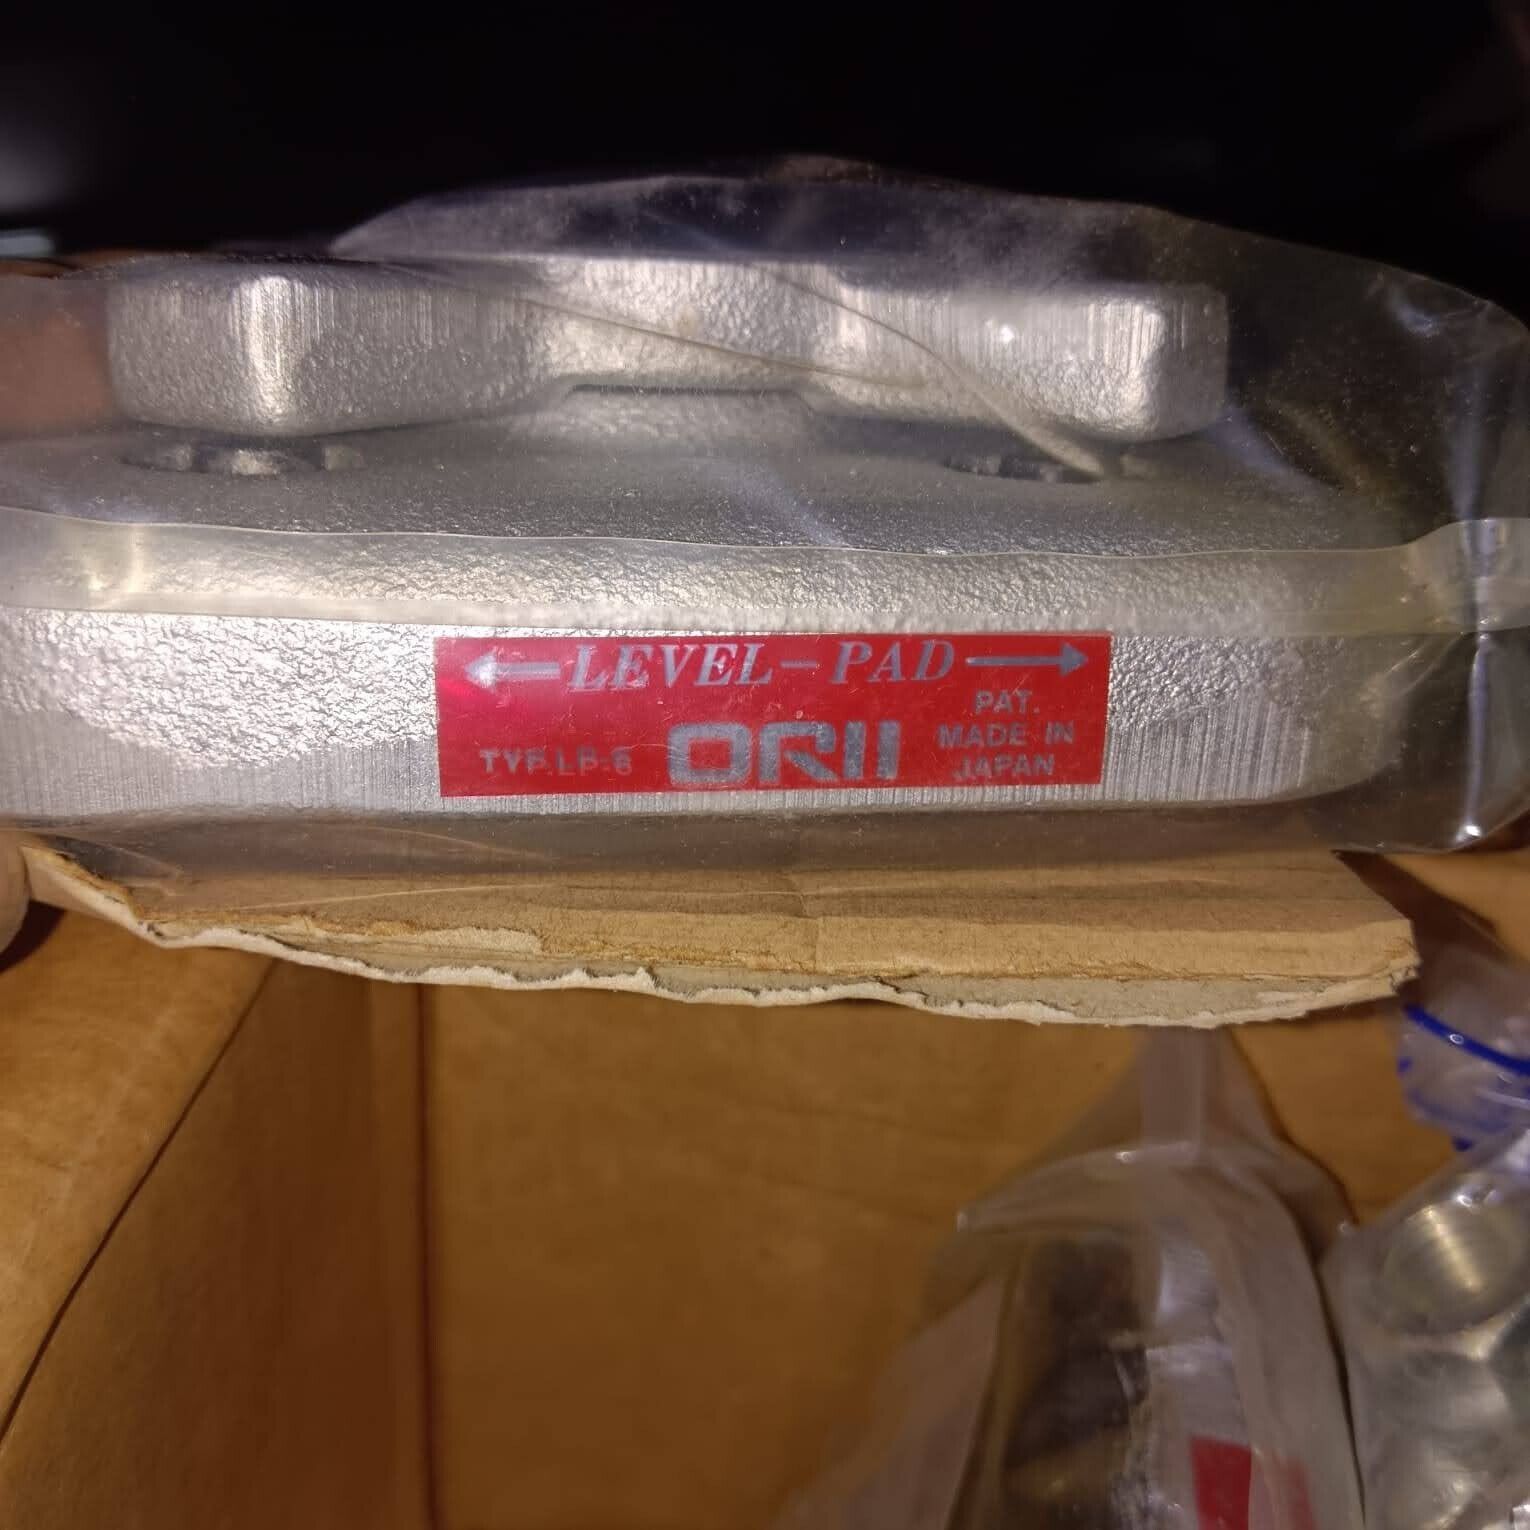 ←LEVEL-PAD→
TYP.LP-6 ORII PAT.
MADE IN
JAPAN